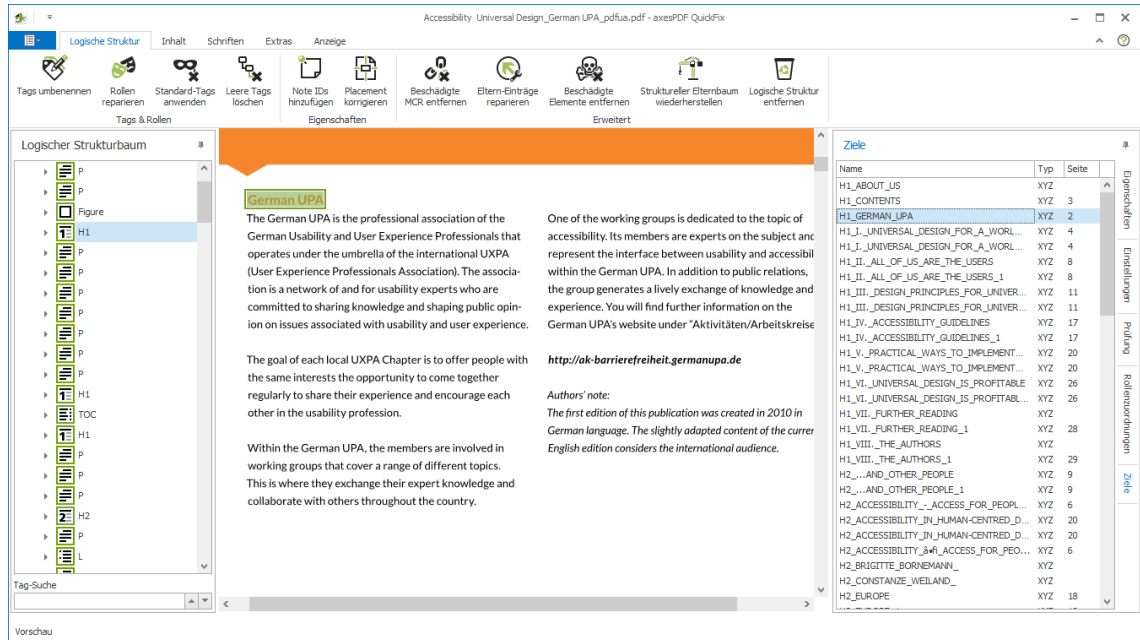 Accessibility Universal Design_German UPA_pdfua.pdf - axesPDF QuickFix
Logische Struktur Inhalt Schriften Extras Anzeige
Tags umbenennen
Rollen reparieren
Standard-Tags anwenden
Leere Tags löschen
Note IDs hinzufügen
Placement korrigieren
Beschädigte MCR entfernen
Eltern-Einträge reparieren
Beschädigte Elemente entfernen
Struktureller Elternbaum wiederherstellen
Logische Struktur entfernen
Tags & Rollen
Eigenschaften
Erweitert
Logischer Strukturbaum
P
P
Figure
H1
P
P
P
P
P
P
P
H1
TOC
H1
P
P
P
H2
P
L
Tag-Suche
Vorschau
German UPA
The German UPA is the professional association of the
German Usability and User Experience Professionals that
operates under the umbrella of the international UXPA
(User Experience Professionals Association). The associa-
tion is a network of and for usability experts who are
committed to sharing knowledge and shaping public opin-
ion on issues associated with usability and user experience.
The goal of each local UXPA Chapter is to offer people with
the same interests the opportunity to come together
regularly to share their experience and encourage each
other in the usability profession.
Within the German UPA, the members are involved in
working groups that cover a range of different topics.
This is where they exchange their expert knowledge and
collaborate with others throughout the country.
One of the working groups is dedicated to the topic of
accessibility. Its members are experts on the subject and
represent the interface between usability and accessibil
within the German UPA. In addition to public relations,
the group generates a lively exchange of knowledge and
experience. You will find further information on the
German UPA's website under "Aktivitäten/Arbeitskreise
http://ak-barrierefreiheit.germanupa.de
Authors' note:
The first edition of this publication was created in 2010 in
German language. The slightly adapted content of the curren
English edition considers the international audience.
Ziele
Name Typ Seite
H1_ABOUT_US XYZ
H1_CONTENTS XYZ 3
H1_GERMAN_UPA XYZ 2
H1_I._UNIVERSAL_DESIGN_FOR_A_WORL... XYZ 4
H1_I._UNIVERSAL_DESIGN_FOR_A_WORL... XYZ 4
H1_II._ALL_OF_US_ARE_THE_USERS XYZ 8
H1_II._ALL_OF_US_ARE_THE_USERS_1 XYZ 8
H1_III._DESIGN_PRINCIPLES_FOR_UNIVER... XYZ 11
H1_III._DESIGN_PRINCIPLES_FOR_UNIVER... XYZ 11
H1_IV._ACCESSIBILITY_GUIDELINES XYZ 17
H1_IV._ACCESSIBILITY_GUIDELINES_1 XYZ 17
H1_V._PRACTICAL_WAYS_TO_IMPLEMENT... XYZ 20
H1_V._PRACTICAL_WAYS_TO_IMPLEMENT... XYZ 20
H1_VI._UNIVERSAL_DESIGN_IS_PROFITABLE XYZ 26
H1_VI._UNIVERSAL_DESIGN_IS_PROFITABL... XYZ 26
H1_VII._FURTHER_READING XYZ
H1_VII._FURTHER_READING_1 XYZ 28
H1_VIII._THE_AUTHORS XYZ
H1_VIII._THE_AUTHORS_1 XYZ 29
H2_...AND_OTHER_PEOPLE XYZ 9
H2_...AND_OTHER_PEOPLE_1 XYZ 9
H2_ACCESSIBILITY_-_ACCESS_FOR_PEOPL... XYZ 6
H2_ACCESSIBILITY_IN_HUMAN-CENTRED_D... XYZ 20
H2_ACCESSIBILITY_IN_HUMAN-CENTRED_D... XYZ 20
_ACCESS_FOR_PEO... XYZ 6
H2_BRIGITTE_BORNEMANN_ XYZ
H2_CONSTANZE_WEILAND_ XYZ
H2_EUROPE XYZ 18
Eigenschaften
Einstellungen
Prüfung
Rollenzuordnungen
Ziele